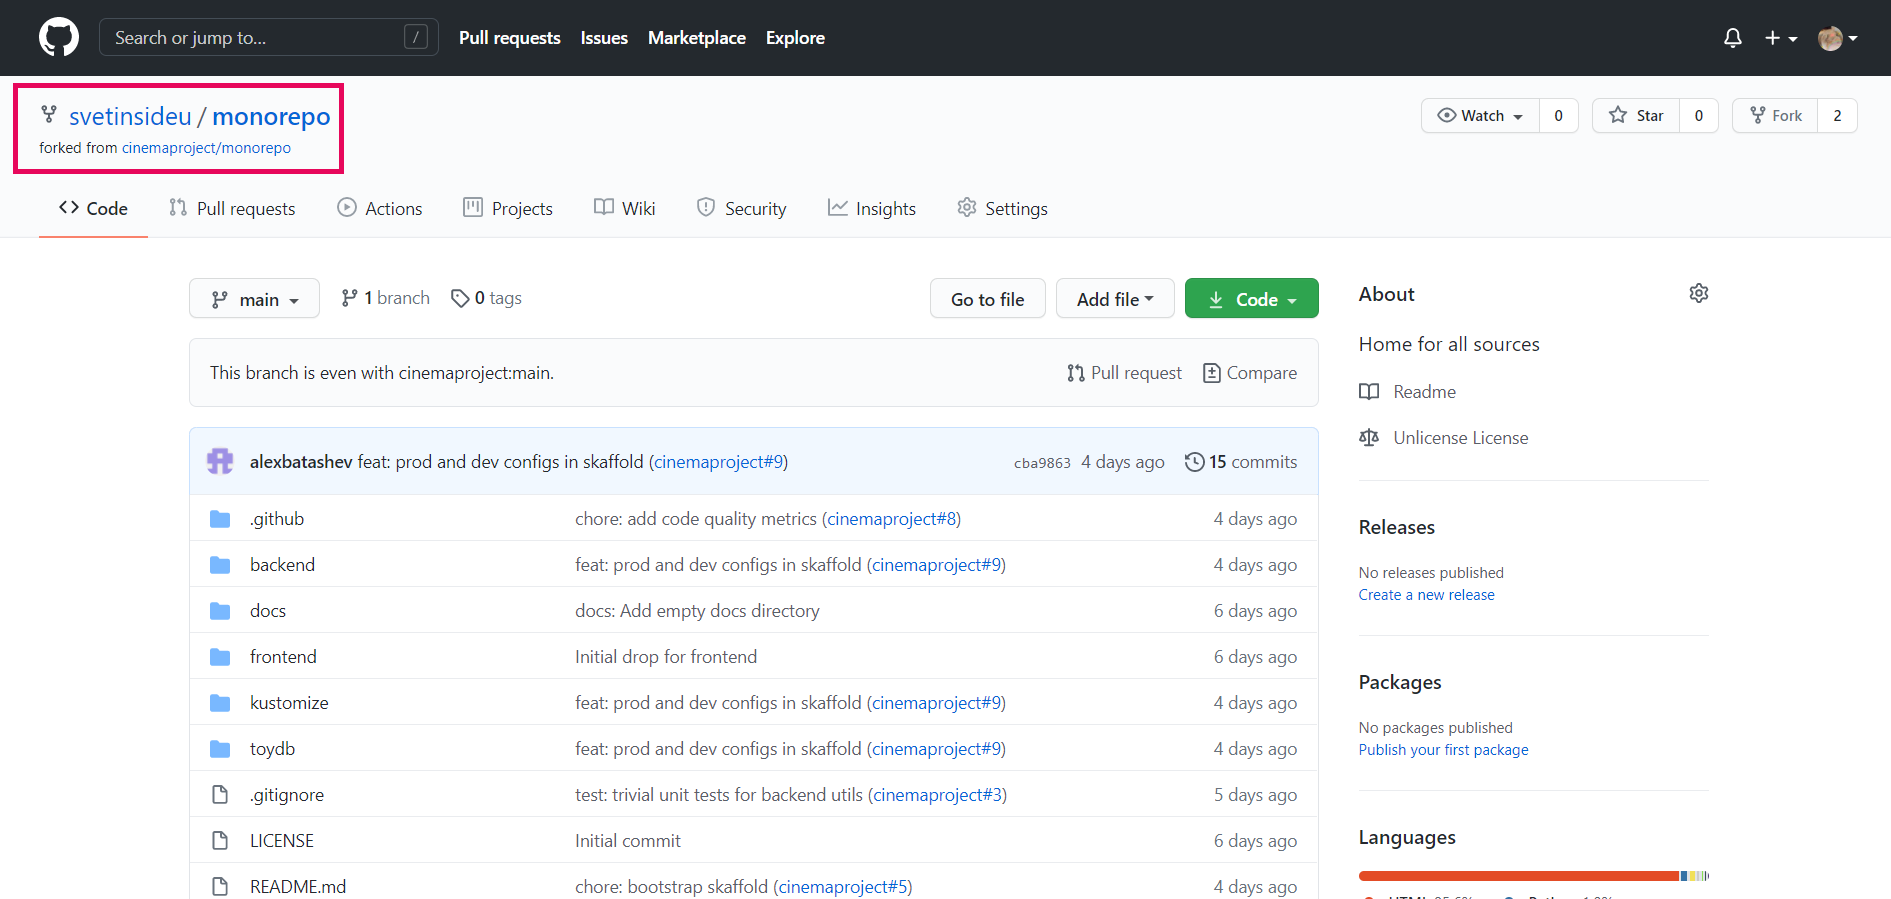 Search or jump to... /
Pull requests Issues Marketplace Explore
svetinsideu / monorepo
forked from cinemaproject/monorepo
Watch 0 Star 0 Fork 2
Code Pull requests Actions Projects Wiki Security Insights Settings
main 1 branch 0 tags Go to file Add file Code
This branch is even with cinemaproject:main. Pull request Compare
alexbatashev feat: prod and dev configs in skaffold (cinemaproject#9) cba9863 4 days ago 15 commits
.github chore: add code quality metrics (cinemaproject#8) 4 days ago
backend feat: prod and dev configs in skaffold (cinemaproject#9) 4 days ago
docs docs: Add empty docs directory 6 days ago
frontend Initial drop for frontend 6 days ago
kustomize feat: prod and dev configs in skaffold (cinemaproject#9) 4 days ago
toydb feat: prod and dev configs in skaffold (cinemaproject#9) 4 days ago
.gitignore test: trivial unit tests for backend utils (cinemaproject#3) 5 days ago
LICENSE Initial commit 6 days ago
README.md chore: bootstrap skaffold (cinemaproject#5) 4 days ago
About
Home for all sources
Readme
Unlicense License
Releases
No releases published
Create a new release
Packages
No packages published
Publish your first package
Languages